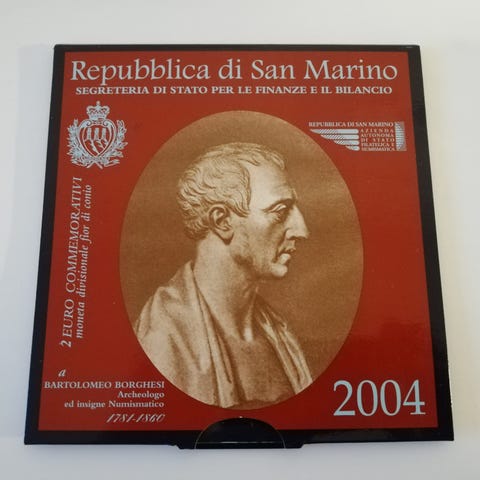 Repubblica di San Marino
SEGRETERIA DI STATO PER LE FINANZE E IL BILANCIO
REPUBBLICA DI SAN MARINO
AZIENDA
AUTONOMA
DI STATO
FILATELICA E
NUMISMATICA
2 EURO COMMEMORATIVI
moneta divisionale fior di conio
a
BARTOLOMEO BORGHESI
Archeologo
ed insigne Numismatico
1781-1860
2004